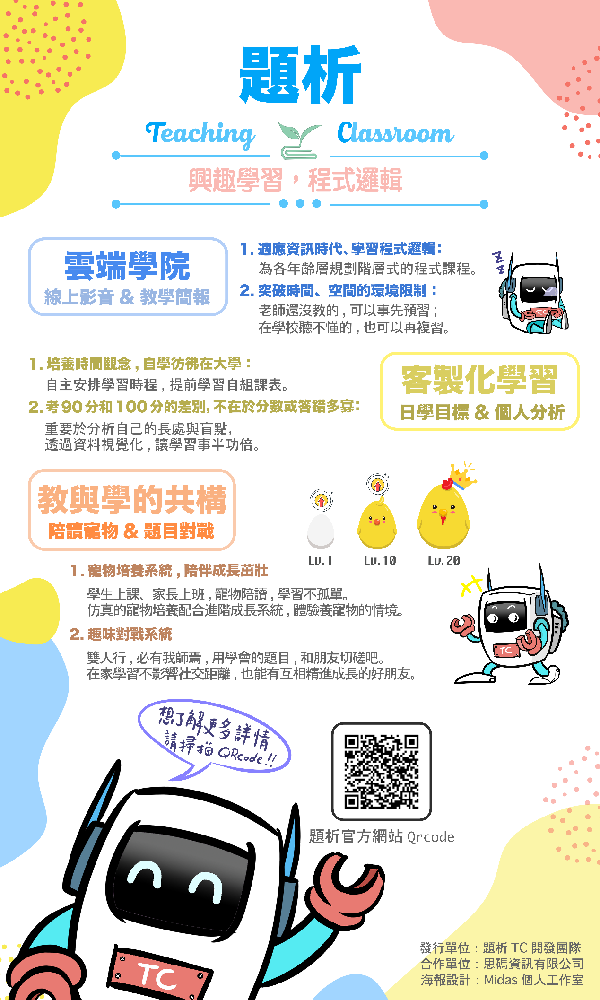 題析
Teaching Classroom
興趣學習，程式邏輯
雲端學院
線上影音 & 教學簡報
1. 適應資訊時代、學習程式邏輯：
為各年齡層規劃階層式的程式課程。
2. 突破時間、空間的環境限制：
老師還沒教的 , 可以事先預習 ;
在學校聽不懂的 , 也可以再複習。
Z
Z
TC
1. 培養時間觀念 , 自學彷彿在大學：
自主安排學習時程 , 提前學習自組課表。
2. 考 90 分和 100 分的差別, 不在於分數或答錯多寡：
重要於分析自己的長處與盲點,
透過資料視覺化 , 讓學習事半功倍。
客製化學習
日學目標 & 個人分析
教與學的共構
陪讀寵物 & 題目對戰
Lv. 1 Lv. 10 Lv. 20
1. 寵物培養系統 , 陪伴成長茁壯
學生上課、家長上班 , 寵物陪讀 , 學習不孤單。
仿真的寵物培養配合進階成長系統 , 體驗養寵物的情境。
2. 趣味對戰系統
雙人行 , 必有我師焉 , 用學會的題目 , 和朋友切磋吧。
在家學習不影響社交距離 , 也能有互相精進成長的好朋友。
TC
想了解更多詳情
請掃描 QRcode!!
題析官方網站 Qrcode
TC
發行單位：題析 TC 開發團隊
合作單位：思碼資訊有限公司
海報設計：Midas 個人工作室